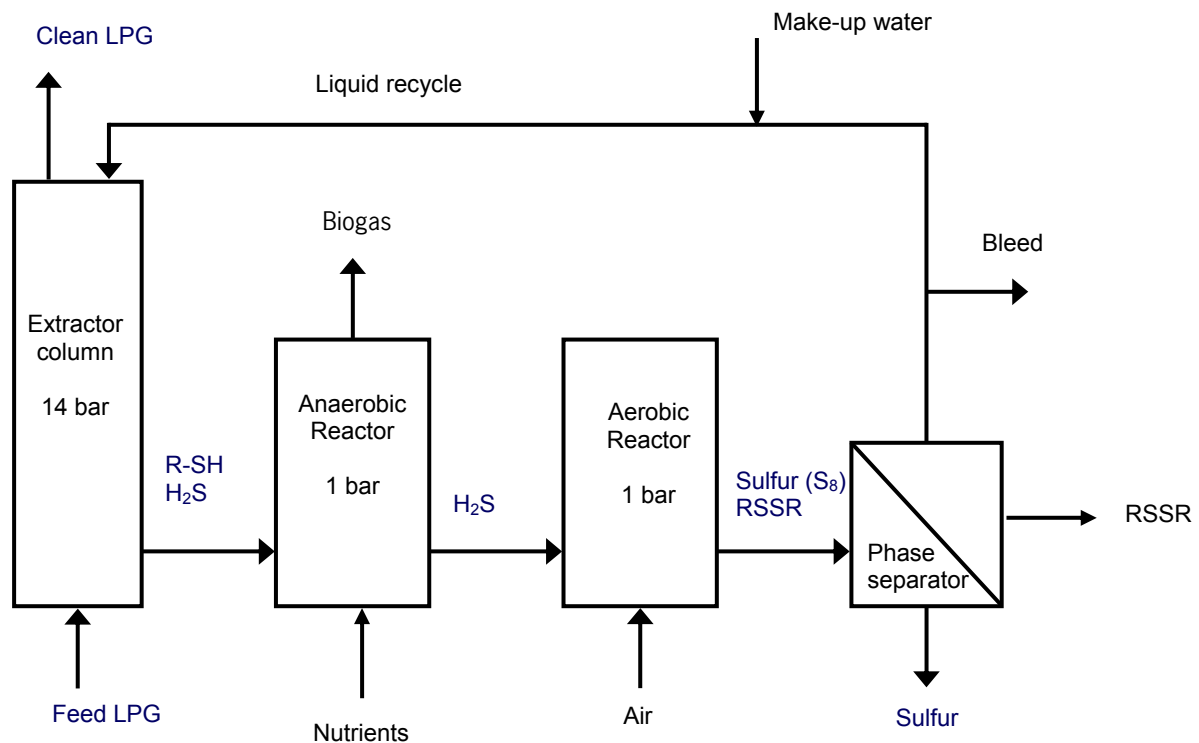 Clean LPG
Make-up water
Liquid recycle
Biogas
Bleed
Extractor
column
14 bar
Anaerobic
Reactor
1 bar
Aerobic
Reactor
1 bar
R-SH
H₂S
H₂S
Sulfur (S₈)
RSSR
Phase
separator
RSSR
Feed LPG
Nutrients
Air
Sulfur